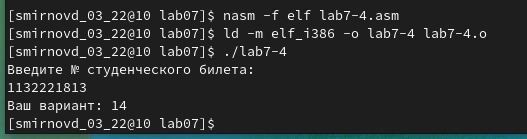 [smirnovd_03_22@10 lab07]$ nasm -f elf lab7-4.asm
[smirnovd_03_22@10 lab07]$ ld -m elf_i386 -o lab7-4 lab7-4.o
[smirnovd_03_22@10 lab07]$ ./lab7-4
Введите № студенческого билета:
1132221813
Ваш вариант: 14
[smirnovd_03_22@10 lab07]$